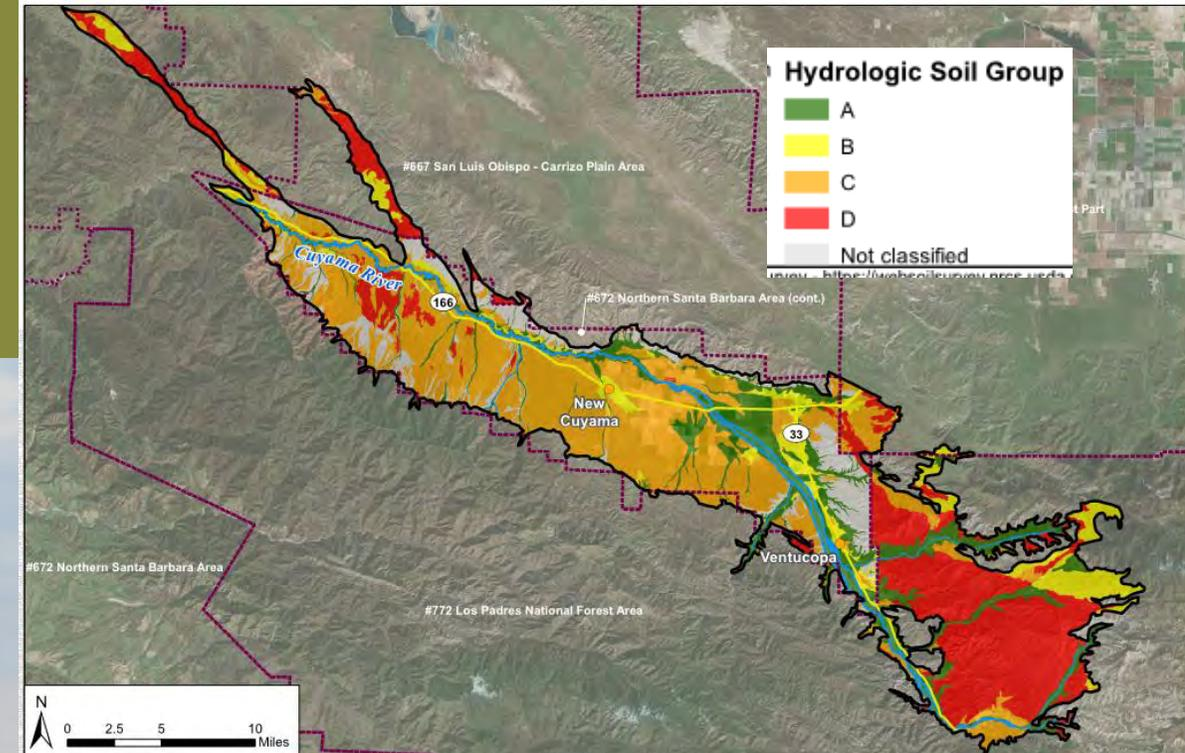 Hydrologic Soil Group
A
B
C
D
Not classified
#667 San Luis Obispo - Carrizo Plain Area
t Part
Cuyama River
166
#672 Northern Santa Barbara Area (cont.)
New
Cuyama
33
Ventucopa
#672 Northern Santa Barbara Area
#772 Los Padres National Forest Area
N
0 2.5 5 10
Miles